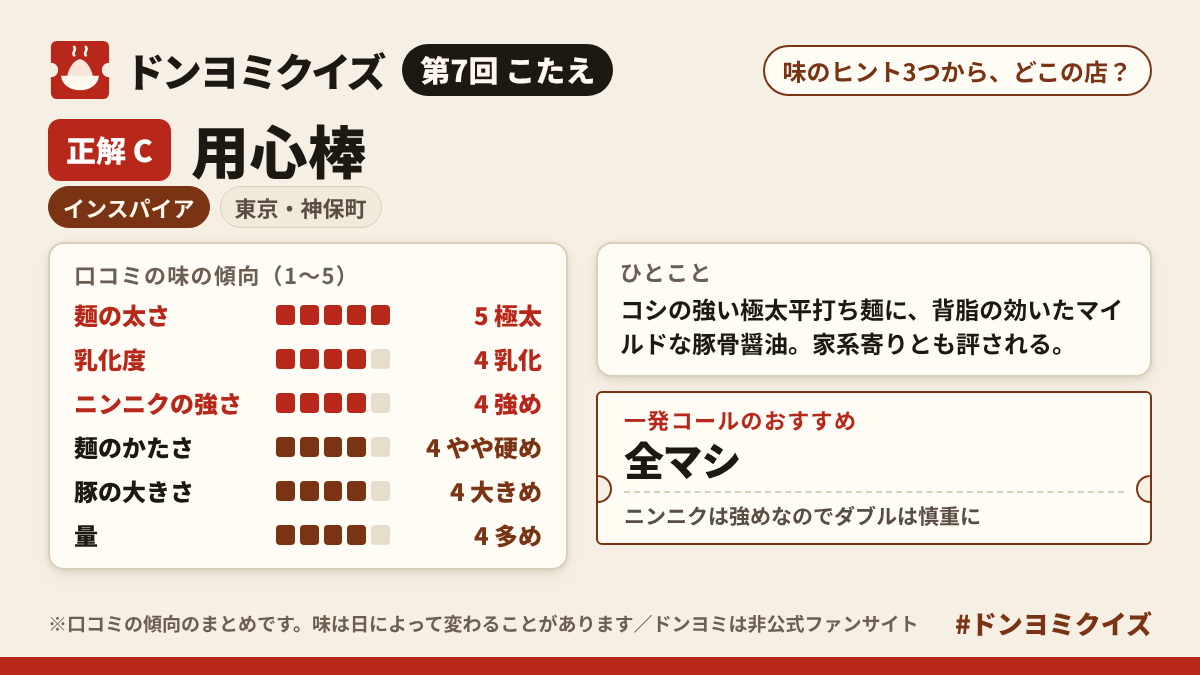 ドンヨミクイズ 第7回 こたえ
味のヒント3つから、どこの店？
正解 C 用心棒
インスパイア 東京・神保町
口コミの味の傾向（1〜5）
麺の太さ 5 極太
乳化度 4 乳化
ニンニクの強さ 4 強め
麺のかたさ 4 やや硬め
豚の大きさ 4 大きめ
量 4 多め
ひとこと
コシの強い極太平打ち麺に、背脂の効いたマイ
ルドな豚骨醤油。家系寄りとも評される。
一発コールのおすすめ
全マシ
ニンニクは強めなのでダブルは慎重に
※口コミの傾向のまとめです。味は日によって変わることがあります／ドンヨミは非公式ファンサイト
#ドンヨミクイズ